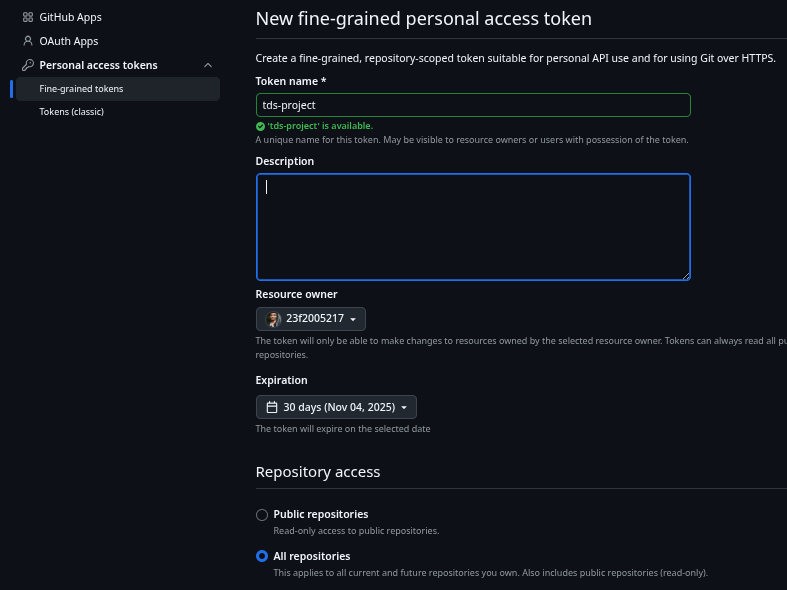 GitHub Apps
OAuth Apps
Personal access tokens
Fine-grained tokens
Tokens (classic)
New fine-grained personal access token
Create a fine-grained, repository-scoped token suitable for personal API use and for using Git over HTTPS.
Token name *
tds-project
'tds-project' is available.
A unique name for this token. May be visible to resource owners or users with possession of the token.
Description
Resource owner
23f2005217
The token will only be able to make changes to resources owned by the selected resource owner. Tokens can always read all
repositories.
Expiration
30 days (Nov 04, 2025)
The token will expire on the selected date
Repository access
Public repositories
Read-only access to public repositories.
All repositories
This applies to all current and future repositories you own. Also includes public repositories (read-only).